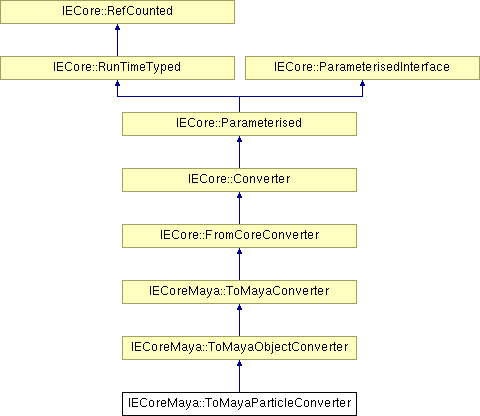 IECore::RefCounted
IECore::RunTimeTyped
IECore::ParameterisedInterface
IECore::Parameterised
IECore::Converter
IECore::FromCoreConverter
IECoreMaya::ToMayaConverter
IECoreMaya::ToMayaObjectConverter
IECoreMaya::ToMayaParticleConverter